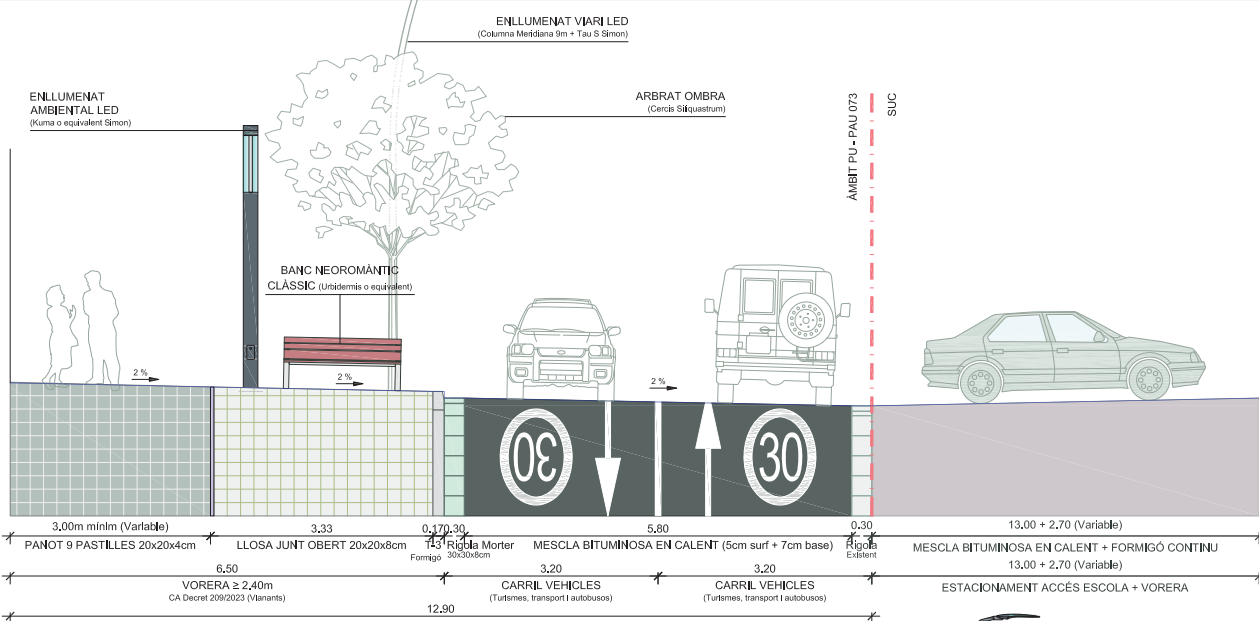 ENLLUMENAT VIARI LED
(Columna Meridiana 9m + Tau S Simon)
ENLLUMENAT
AMBIENTAL LED
(Kuma o equivalent Simon)
ARBRAT OMBRA
(Cercis Siliquastrum)
ÀMBIT PU - PAU 073
SUC
BANC NEOROMÀNTIC
CLÀSSIC (Urbidermis o equivalent)
2 %
2 %
2 %
30
30
3.00m mínim (Variable)
3.33
0.17
0.30
5.80
0.30
13.00 + 2.70 (Variable)
PANOT 9 PASTILLES 20x20x4cm
LLOSA JUNT OBERT 20x20x8cm
T-3
Formigó
Rigola Morter
30x30x8cm
MESCLA BITUMINOSA EN CALENT (5cm surf + 7cm base)
Rigola
Existent
MESCLA BITUMINOSA EN CALENT + FORMIGÓ CONTINU
6.50
3.20
3.20
13.00 + 2.70 (Variable)
VORERA ≥ 2,40m
CA Decret 209/2023 (Vianants)
CARRIL VEHICLES
(Turismes, transport i autobusos)
CARRIL VEHICLES
(Turismes, transport i autobusos)
ESTACIONAMENT ACCÉS ESCOLA + VORERA
12.90